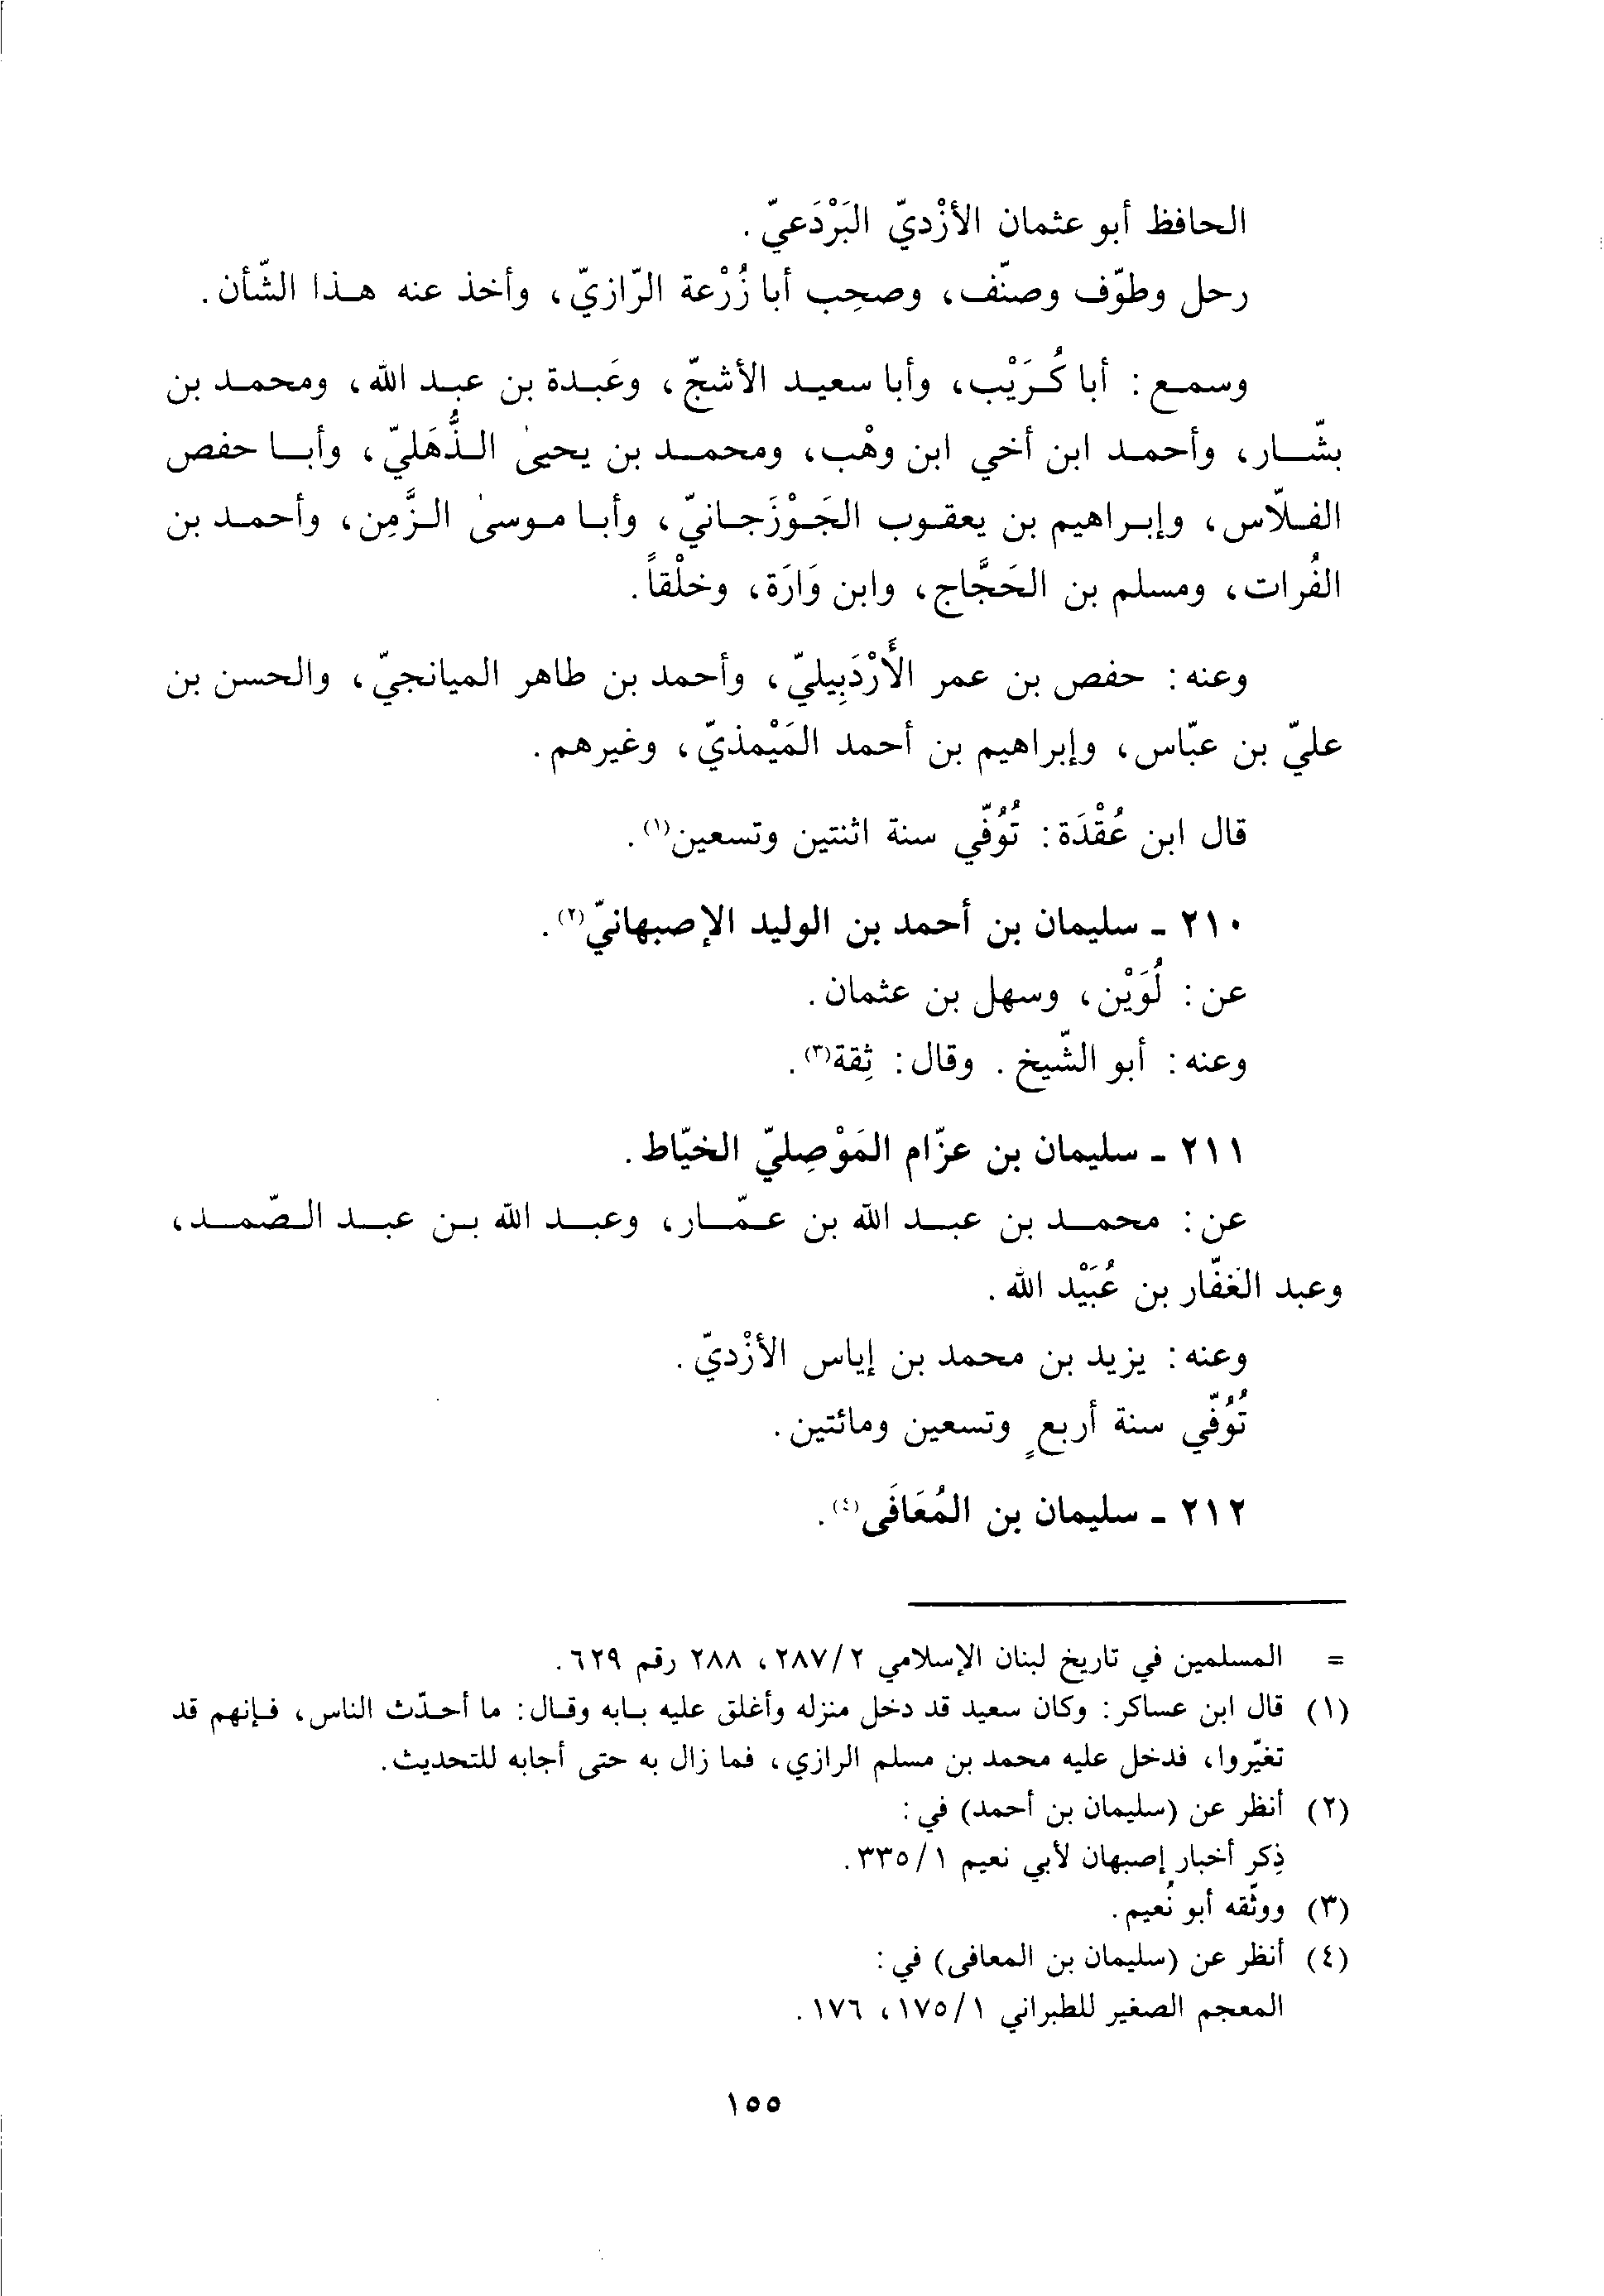 الحافظ أبو عثمان الأزْديّ البَرْدَعيّ.
رحل وطوّف وصنّف، وصحِب أبا زُرْعة الرّازيّ، وأخذ عنه هذا الشّأن.
وسمع: أبا كُرَيْب، وأبا سعيد الأشجّ، وعَبدة بن عبد الله، ومحمد بن
بشّار، وأحمد ابن أخي ابن وهْب، ومحمد بن يحيىٰ الذُّهَليّ، وأبا حفص
الفلّاس، وإبراهيم بن يعقوب الجَوْزَجانيّ، وأبا موسىٰ الزَّمِن، وأحمد بن
الفُرات، ومسلم بن الحَجَّاج، وابن وَارَة، وخلْقاً.
وعنه: حفص بن عمر الأَرْدَبِيليّ، وأحمد بن طاهر الميانجيّ، والحسن بن
عليّ بن عبّاس، وإبراهيم بن أحمد المَيْمذيّ، وغيرهم.
قال ابن عُقْدَة: تُوُفّي سنة اثنتين وتسعين(١).
٢١٠ - سليمان بن أحمد بن الوليد الإصبهانيّ(٢).
عن: لُوَيْن، وسهل بن عثمان.
وعنه: أبو الشّيخ. وقال: ثِقة(٣).
٢١١ - سليمان بن عزّام المَوْصِليّ الخيّاط.
عن: محمد بن عبد الله بن عمّار، وعبد الله بن عبد الصّمد،
وعبد الغفّار بن عُبَيْد الله.
وعنه: يزيد بن محمد بن إياس الأزْديّ.
تُوُفّي سنة أربعٍ وتسعين ومائتين.
٢١٢ - سليمان بن المُعَافَى(٤).
= المسلمين في تاريخ لبنان الإسلامي ٢/٢٨٧، ٢٨٨ رقم ٦٢٩.
(١) قال ابن عساكر: وكان سعيد قد دخل منزله وأغلق عليه بابه وقال: ما أحدّث الناس، فإنهم قد
تغيّروا، فدخل عليه محمد بن مسلم الرازي، فما زال به حتى أجابه للتحديث.
(٢) أنظر عن (سليمان بن أحمد) في:
ذِكر أخبار إصبهان لأبي نعيم ١/٣٣٥.
(٣) ووثّقه أبو نُعيم.
(٤) أنظر عن (سليمان بن المعافى) في:
المعجم الصغير للطبراني ١/١٧٥، ١٧٦.
١٥٥